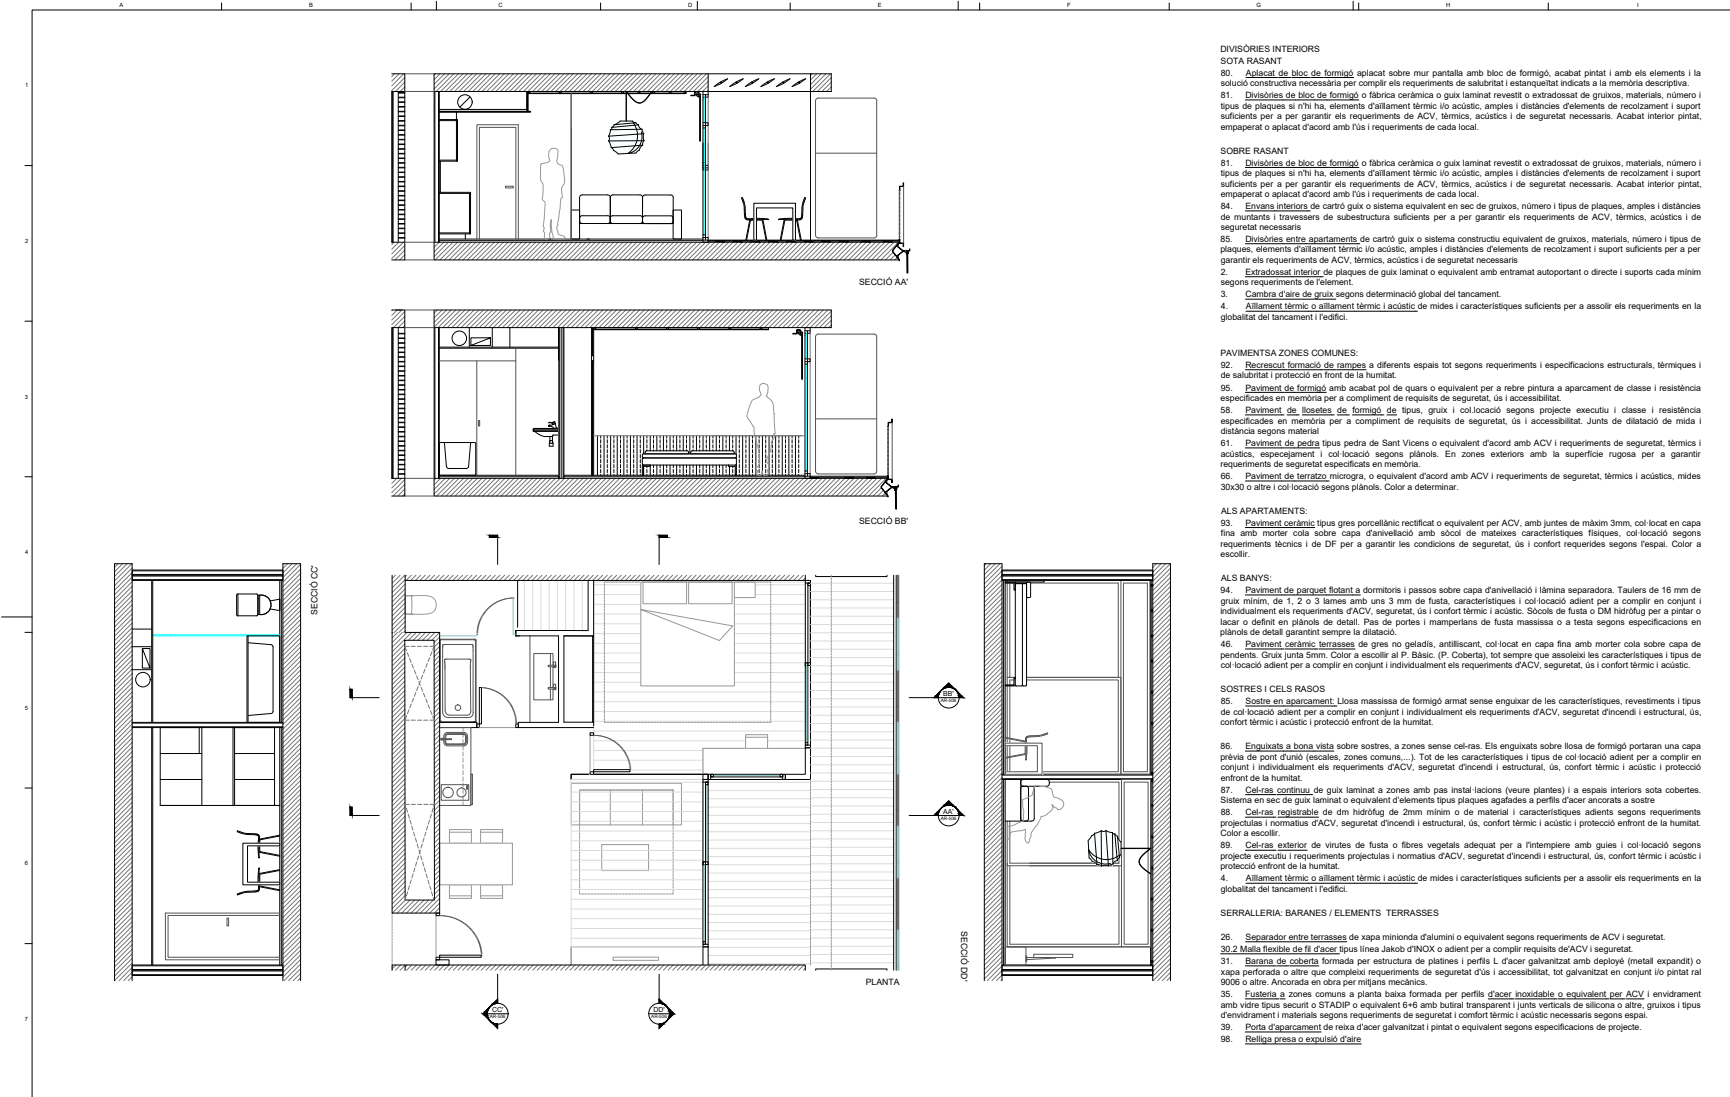 A B C D E F G H I
1
2
3
4
5
6
7
SECCIÓ AA'
SECCIÓ BB'
SECCIÓ CC'
SECCIÓ DD'
PLANTA
BB'
AA'
CC'
DD'
DIVISÒRIES INTERIORS
SOTA RASANT
80. Aplacat de bloc de formigó aplacat sobre mur pantalla amb bloc de formigó, acabat pintat i amb els elements i la
solució constructiva necessària per complir els requeriments de salubritat i estanqueïtat indicats a la memòria descriptiva.
81. Divisòries de bloc de formigó o fàbrica ceràmica o guix laminat revestit o extradossat de gruixos, materials, número i
tipus de plaques si n'hi ha, elements d'aïllament tèrmic i/o acústic, amples i distàncies d'elements de recolzament i suport
suficients per a per garantir els requeriments de ACV, tèrmics, acústics i de seguretat necessaris. Acabat interior pintat,
empaperat o aplacat d'acord amb l'ús i requeriments de cada local.
SOBRE RASANT
81. Divisòries de bloc de formigó o fàbrica ceràmica o guix laminat revestit o extradossat de gruixos, materials, número i
tipus de plaques si n'hi ha, elements d'aïllament tèrmic i/o acústic, amples i distàncies d'elements de recolzament i suport
suficients per a per garantir els requeriments de ACV, tèrmics, acústics i de seguretat necessaris. Acabat interior pintat,
empaperat o aplacat d'acord amb l'ús i requeriments de cada local.
84. Envans interiors de cartró guix o sistema equivalent en sec de gruixos, número i tipus de plaques, amples i distàncies
de muntants i travessers de subestructura suficients per a per garantir els requeriments de ACV, tèrmics, acústics i de
seguretat necessaris
85. Divisòries entre apartaments de cartró guix o sistema constructiu equivalent de gruixos, materials, número i tipus de
plaques, elements d'aïllament tèrmic i/o acústic, amples i distàncies d'elements de recolzament i suport suficients per a per
garantir els requeriments de ACV, tèrmics, acústics i de seguretat necessaris
2. Extradossat interior de plaques de guix laminat o equivalent amb entramat autoportant o directe i suports cada mínim
segons requeriments de l'element.
3. Cambra d'aire de gruix segons determinació global del tancament.
4. Aïllament tèrmic o aïllament tèrmic i acústic de mides i característiques suficients per a assolir els requeriments en la
globalitat del tancament i l'edifici.
PAVIMENTSA ZONES COMUNES:
92. Recrescut formació de rampes a diferents espais tot segons requeriments i especificacions estructurals, tèrmiques i
de salubritat i protecció en front de la humitat.
95. Paviment de formigó amb acabat pol de quars o equivalent per a rebre pintura a aparcament de classe i resistència
especificades en memòria per a compliment de requisits de seguretat, ús i accessibilitat.
58. Paviment de llosetes de formigó de tipus, gruix i col.locació segons projecte executiu i classe i resistència
especificades en memòria per a compliment de requisits de seguretat, ús i accessibilitat. Junts de dilatació de mida i
distància segons material
61. Paviment de pedra tipus pedra de Sant Vicens o equivalent d'acord amb ACV i requeriments de seguretat, tèrmics i
acústics, especejament i col·locació segons plànols. En zones exteriors amb la superfície rugosa per a garantir
requeriments de seguretat especificats en memòria.
66. Paviment de terratzo microgra, o equivalent d'acord amb ACV i requeriments de seguretat, tèrmics i acústics, mides
30x30 o altre i col·locació segons plànols. Color a determinar.
ALS APARTAMENTS:
93. Paviment ceràmic tipus gres porcellànic rectificat o equivalent per ACV, amb juntes de màxim 3mm, col·locat en capa
fina amb morter cola sobre capa d'anivellació amb sòcol de mateixes característiques físiques, col·locació segons
requeriments tècnics i de DF per a garantir les condicions de seguretat, ús i confort requerides segons l'espai. Color a
escollir.
ALS BANYS:
94. Paviment de parquet flotant a dormitoris i passos sobre capa d'anivellació i làmina separadora. Taulers de 16 mm de
gruix mínim, de 1, 2 o 3 lames amb uns 3 mm de fusta, característiques i col·locació adient per a complir en conjunt i
individualment els requeriments d'ACV, seguretat, ús i confort tèrmic i acústic. Sòcols de fusta o DM hidròfug per a pintar o
lacar o definit en plànols de detall. Pas de portes i mamperlans de fusta massissa o a testa segons especificacions en
plànols de detall garantint sempre la dilatació.
46. Paviment ceràmic terrasses de gres no geladís, antilliscant, col·locat en capa fina amb morter cola sobre capa de
pendents. Gruix junta 5mm. Color a escollir al P. Bàsic. (P. Coberta), tot sempre que assoleixi les característiques i tipus de
col·locació adient per a complir en conjunt i individualment els requeriments d'ACV, seguretat, ús i confort tèrmic i acústic.
SOSTRES I CELS RASOS
85. Sostre en aparcament: Llosa massissa de formigó armat sense enguixar de les característiques, revestiments i tipus
de col·locació adient per a complir en conjunt i individualment els requeriments d'ACV, seguretat d'incendi i estructural, ús,
confort tèrmic i acústic i protecció enfront de la humitat.
86. Enguixats a bona vista sobre sostres, a zones sense cel-ras. Els enguixats sobre llosa de formigó portaran una capa
prèvia de pont d'unió (escales, zones comuns,...). Tot de les característiques i tipus de col·locació adient per a complir en
conjunt i individualment els requeriments d'ACV, seguretat d'incendi i estructural, ús, confort tèrmic i acústic i protecció
enfront de la humitat.
87. Cel-ras continuu de guix laminat a zones amb pas instal·lacions (veure plantes) i a espais interiors sota cobertes.
Sistema en sec de guix laminat o equivalent d'elements tipus plaques agafades a perfils d'acer ancorats a sostre
88. Cel-ras registrable de dm hidròfug de 2mm mínim o de material i característiques adients segons requeriments
projectulas i normatius d'ACV, seguretat d'incendi i estructural, ús, confort tèrmic i acústic i protecció enfront de la humitat.
Color a escollir.
89. Cel-ras exterior de virutes de fusta o fibres vegetals adequat per a l'intempiere amb guies i col·locació segons
projecte executiu i requeriments projectulas i normatius d'ACV, seguretat d'incendi i estructural, ús, confort tèrmic i acústic i
protecció enfront de la humitat.
4. Aïllament tèrmic o aïllament tèrmic i acústic de mides i característiques suficients per a assolir els requeriments en la
globalitat del tancament i l'edifici.
SERRALLERIA: BARANES / ELEMENTS TERRASSES
26. Separador entre terrasses de xapa minionda d'alumini o equivalent segons requeriments de ACV i seguretat.
30.2 Malla flexible de fil d'acer tipus línea Jakob d'INOX o adient per a complir requisits de'ACV i seguretat.
31. Barana de coberta formada per estructura de platines i perfils L d'acer galvanitzat amb deployé (metall expandit) o
xapa perforada o altre que compleixi requeriments de seguretat d'ús i accessibilitat, tot galvanitzat en conjunt i/o pintat ral
9006 o altre. Ancorada en obra per mitjans mecànics.
35. Fusteria a zones comuns a planta baixa formada per perfils d'acer inoxidable o equivalent per ACV i envidrament
amb vidre tipus securit o STADIP o equivalent 6+6 amb butiral transparent i junts verticals de silicona o altre, gruixos i tipus
d'envidrament i materials segons requeriments de seguretat i comfort tèrmic i acústic necessaris segons espai.
39. Porta d'aparcament de reixa d'acer galvanitzat i pintat o equivalent segons especificacions de projecte.
98. Relliga presa o expulsió d'aire